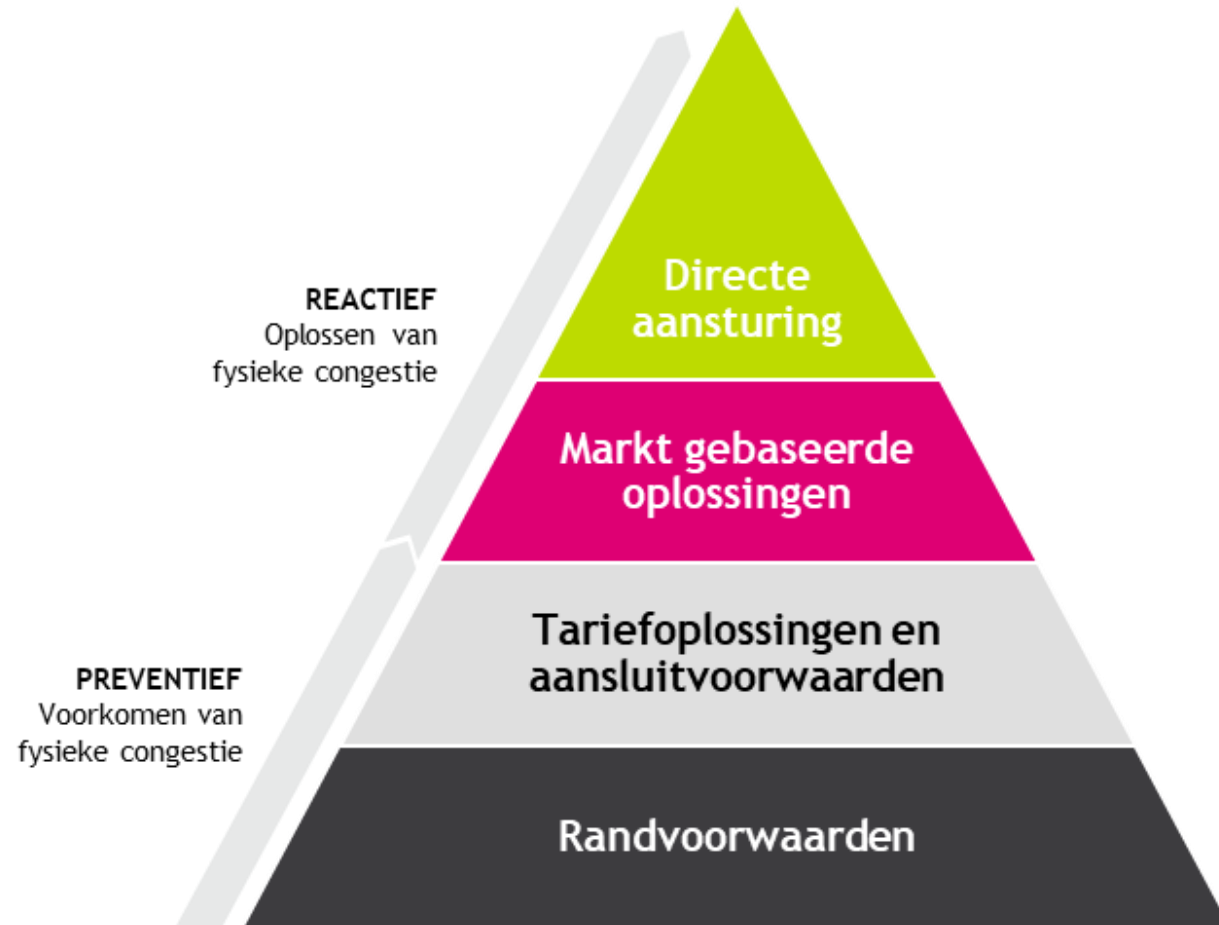 Directe
aansturing
REACTIEF
Oplossen van
fysieke congestie
Markt gebaseerde
oplossingen
Tariefoplossingen en
aansluitvoorwaarden
PREVENTIEF
Voorkomen van
fysieke congestie
Randvoorwaarden